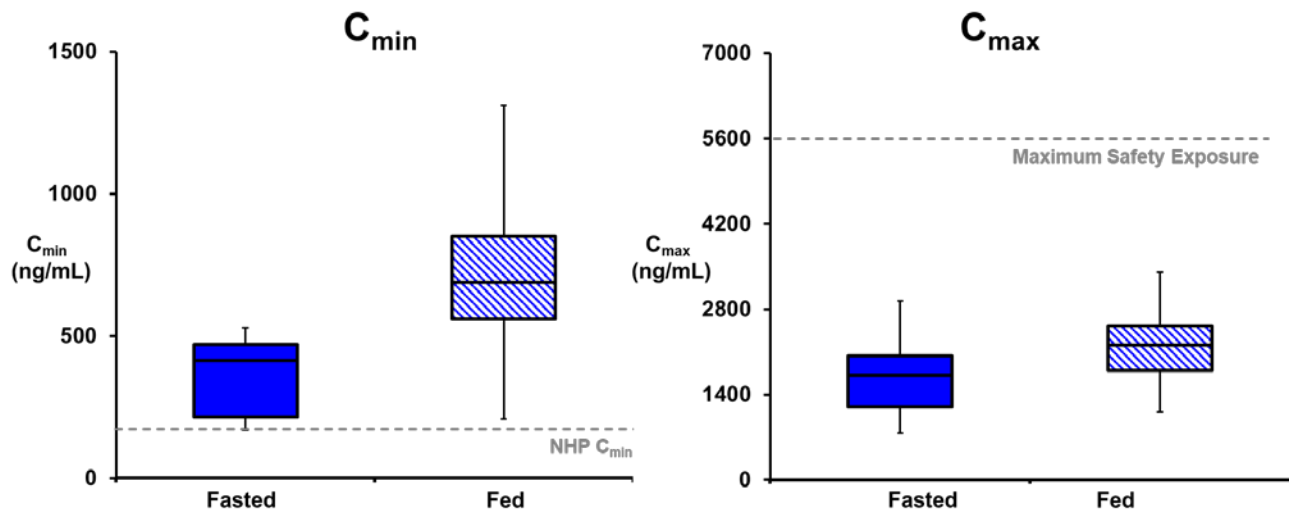 Cmin
1500
1000
Cmin
(ng/mL)
500
NHP Cmin
0
Fasted
Fed
Cmax
7000
5600
Maximum Safety Exposure
4200
Cmax
(ng/mL)
2800
1400
0
Fasted
Fed